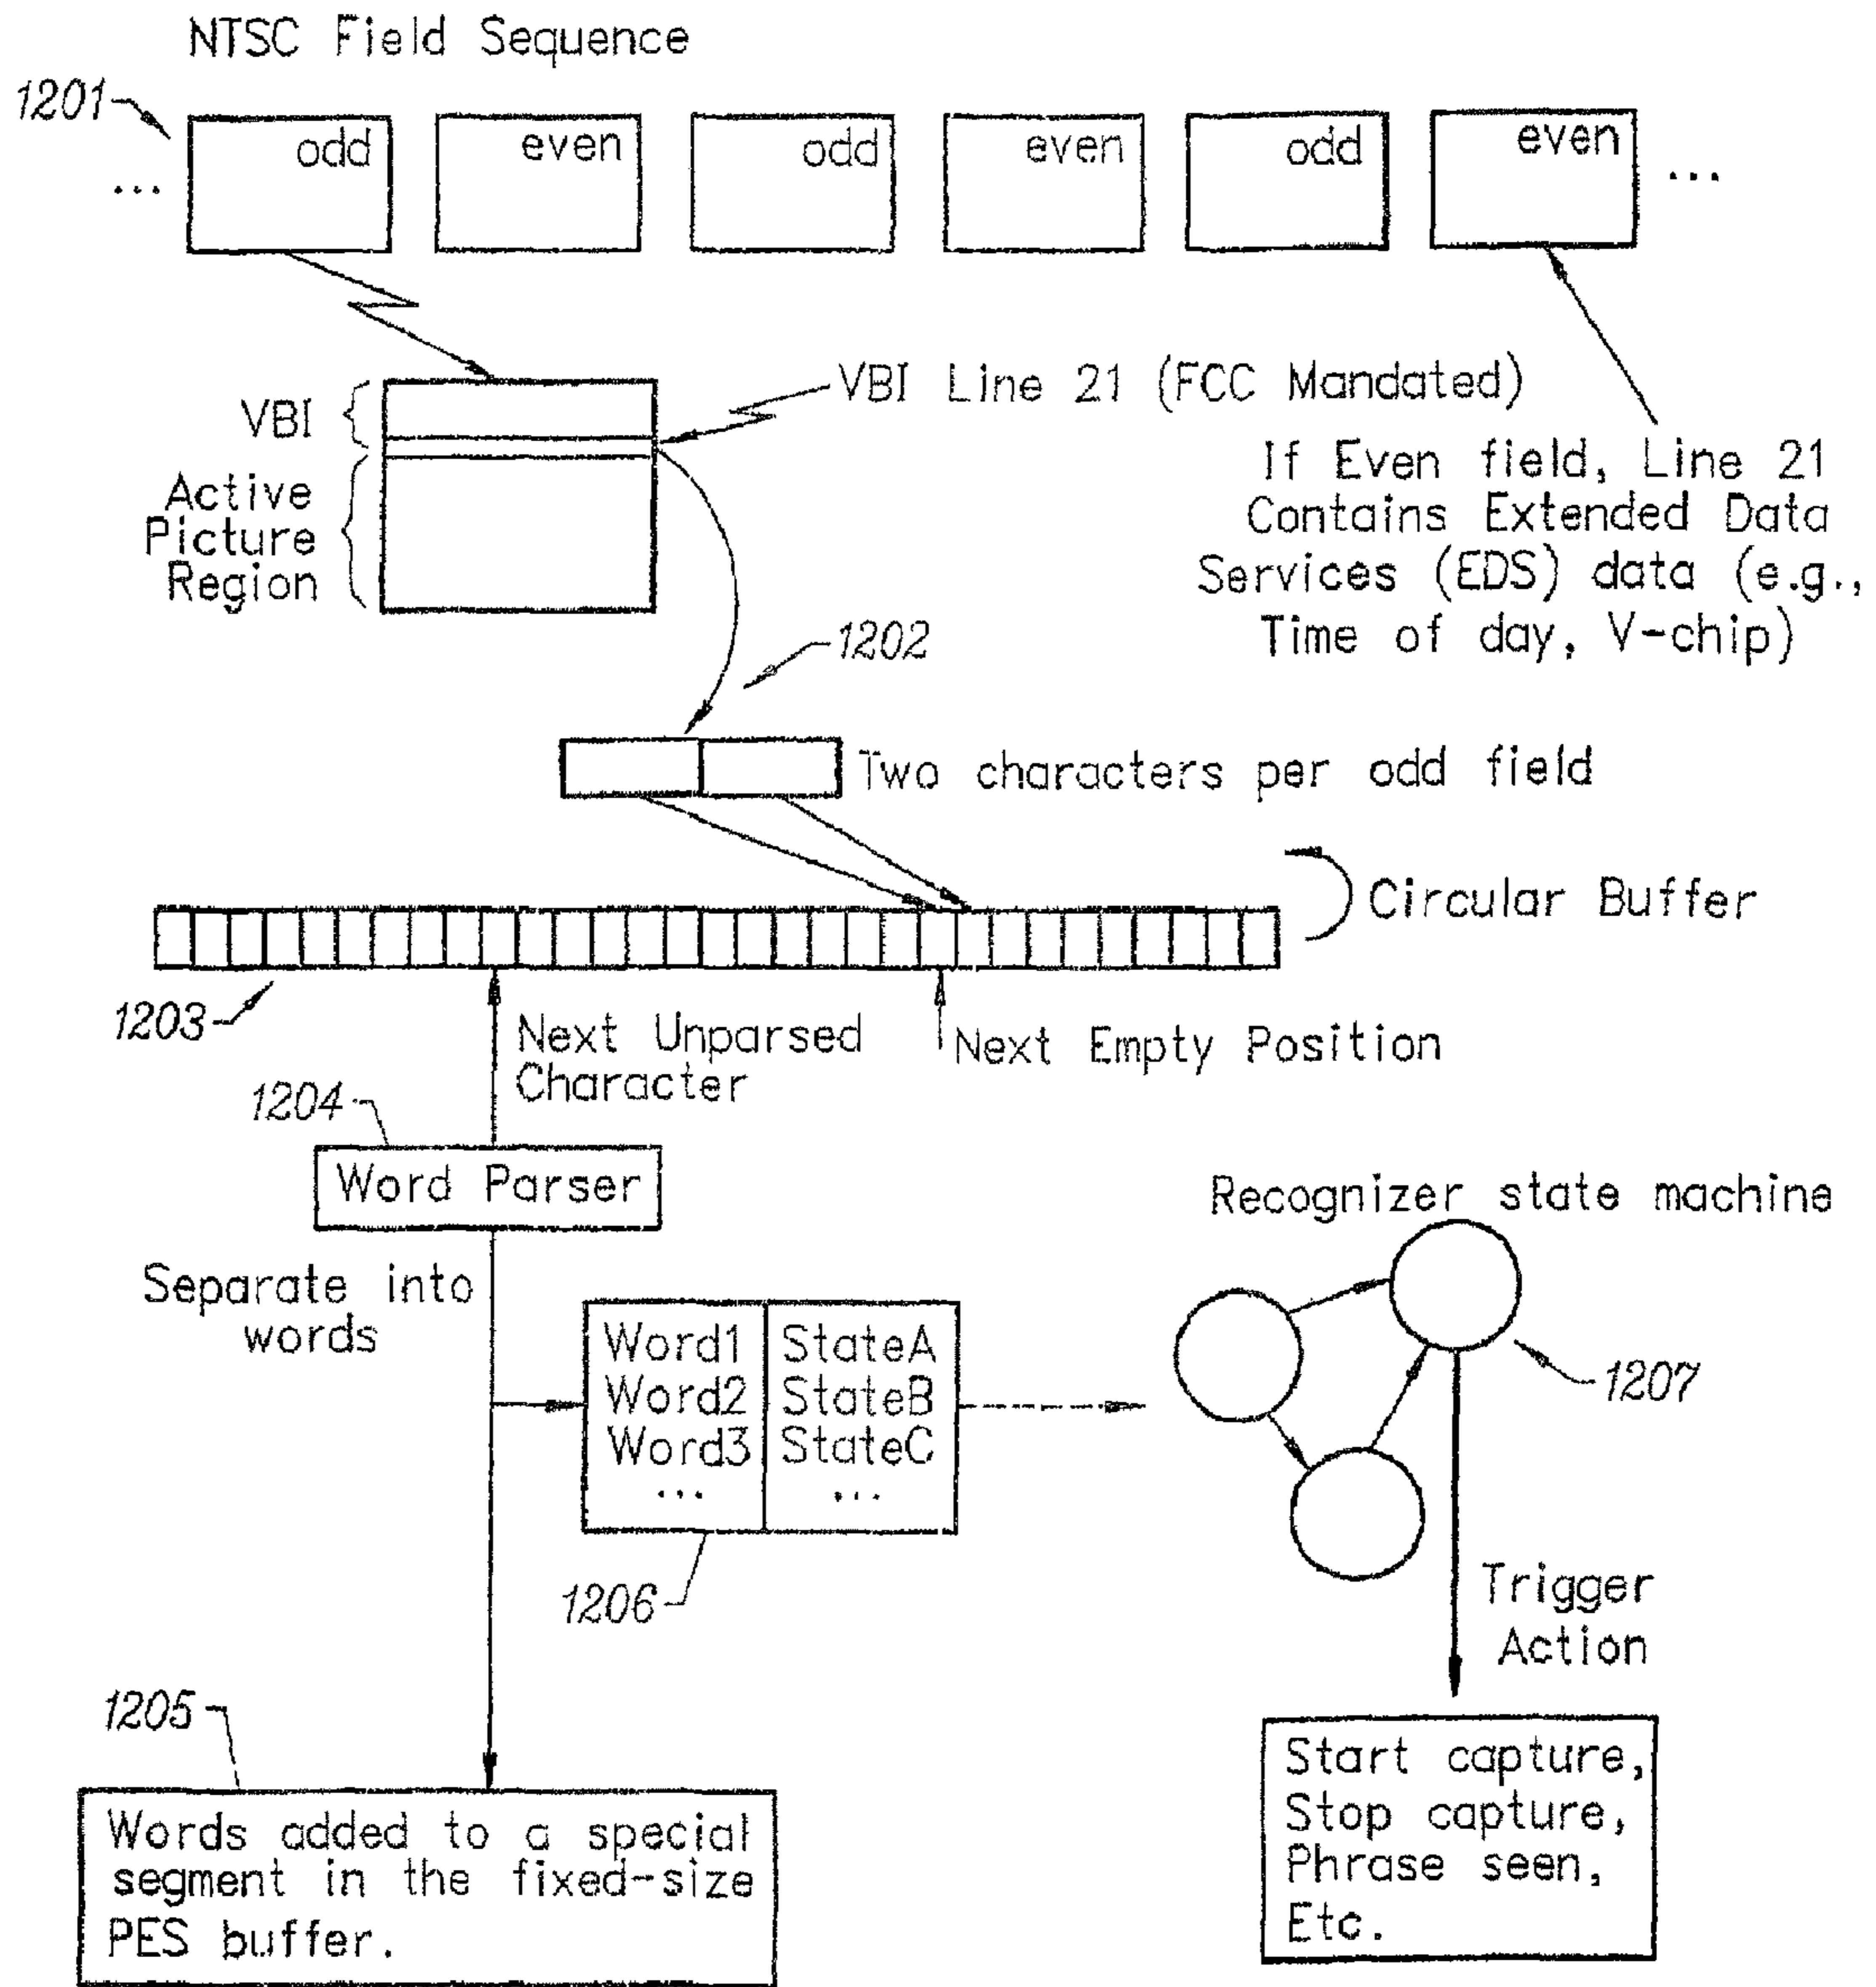 NTSC Field Sequence
1201
odd
even
odd
even
odd
even
...
...
VBI
VBI Line 21 (FCC Mandated)
Active
Picture
Region
If Even field, Line 21
Contains Extended Data
Services (EDS) data (e.g.,
Time of day, V-chip)
1202
Two characters per odd field
Circular Buffer
1203
Next Unparsed
Character
Next Empty Position
1204
Word Parser
Separate into
words
Word1 StateA
Word2 StateB
Word3 StateC
... ...
1206
Recognizer state machine
1207
Trigger
Action
1205
Words added to a special
segment in the fixed-size
PES buffer.
Start capture,
Stop capture,
Phrase seen,
Etc.